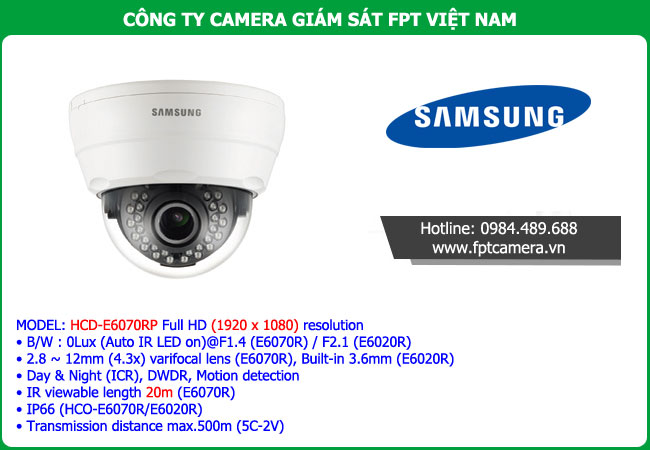 CÔNG TY CAMERA GIÁM SÁT FPT VIỆT NAM
SAMSUNG
SAMSUNG
Hotline: 0984.489.688
www.fptcamera.vn
MODEL: HCD-E6070RP Full HD (1920 x 1080) resolution
• B/W : 0Lux (Auto IR LED on)@F1.4 (E6070R) / F2.1 (E6020R)
• 2.8 ~ 12mm (4.3x) varifocal lens (E6070R), Built-in 3.6mm (E6020R)
• Day & Night (ICR), DWDR, Motion detection
• IR viewable length 20m (E6070R)
• IP66 (HCO-E6070R/E6020R)
• Transmission distance max.500m (5C-2V)